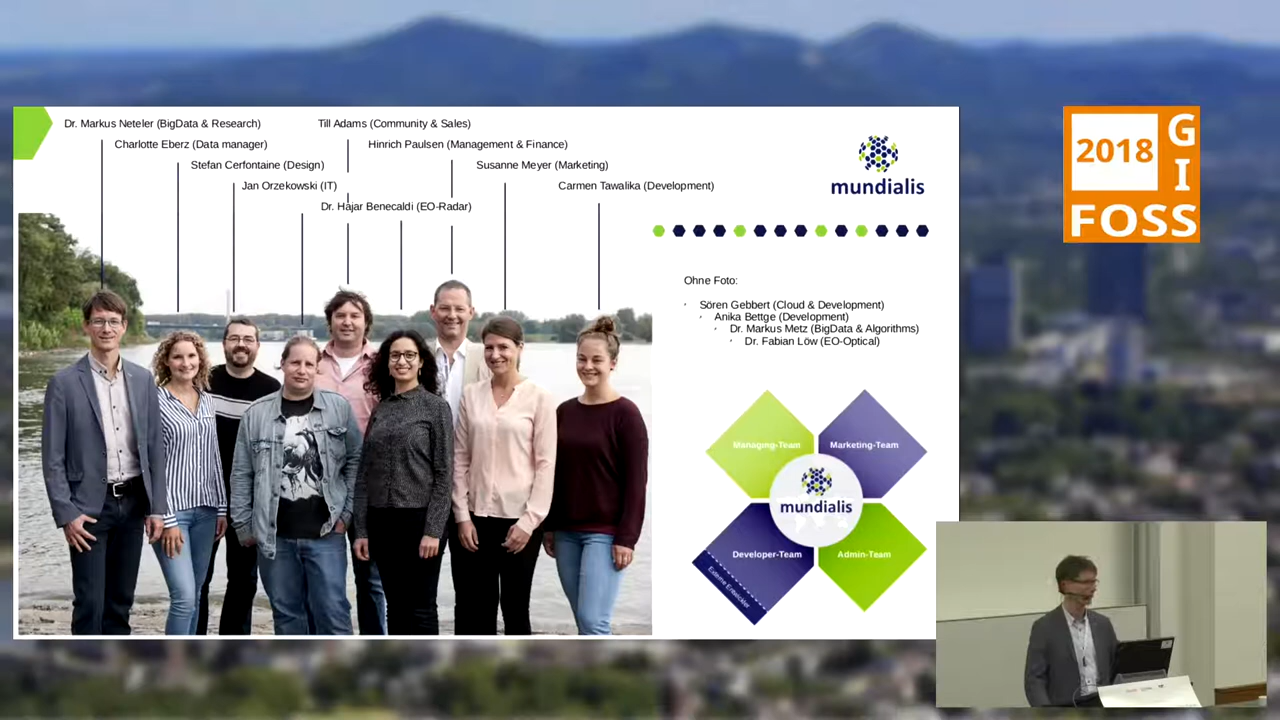 Dr. Markus Neteler (BigData & Research)
Till Adams (Community & Sales)
Charlotte Eberz (Data manager)
Hinrich Paulsen (Management & Finance)
Stefan Cerfontaine (Design)
Susanne Meyer (Marketing)
Jan Orzekowski (IT)
Carmen Tawalika (Development)
Dr. Hajar Benecaldi (EO-Radar)
mundialis
Ohne Foto:
Sören Gebbert (Cloud & Development)
Anika Bettge (Development)
Dr. Markus Metz (BigData & Algorithms)
Dr. Fabian Löw (EO-Optical)
Managing-Team
Marketing-Team
mundialis
Developer-Team
Admin-Team
Externe Entwickler
2018
GI
FOSS